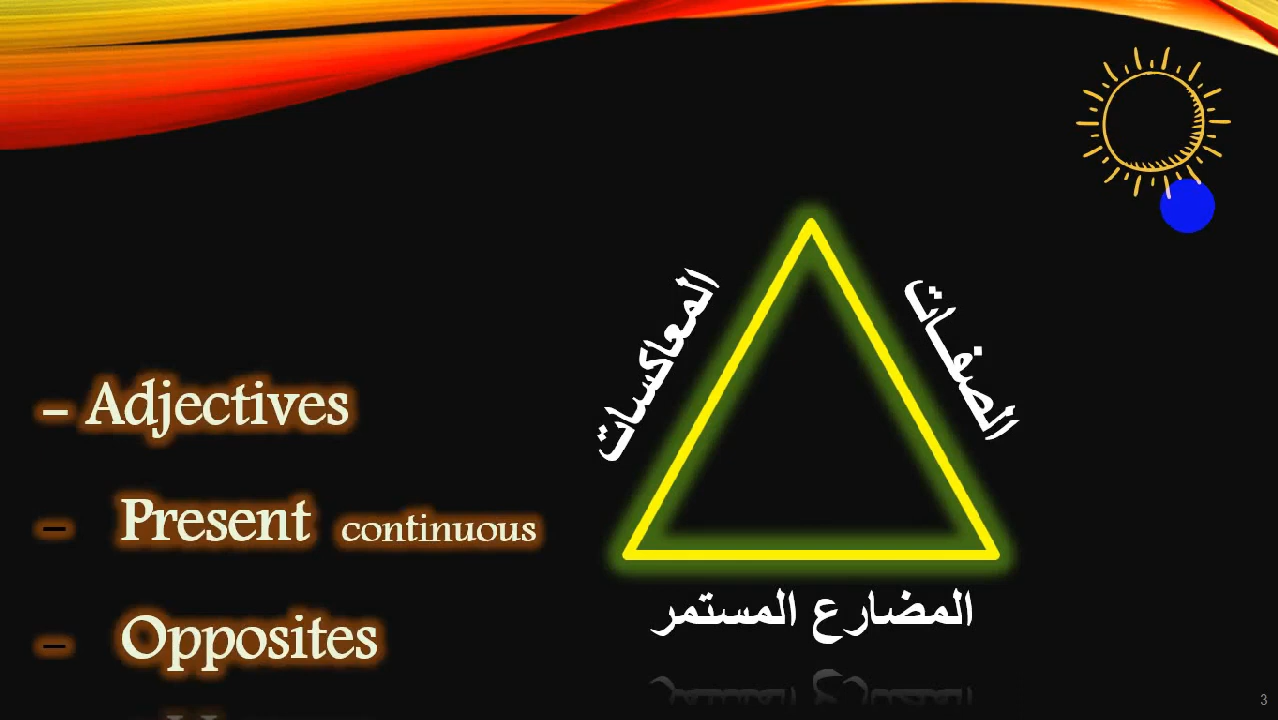 – Adjectives
– Present continuous
– Opposites
المعاكسات
الصفات
المضارع المستمر
3